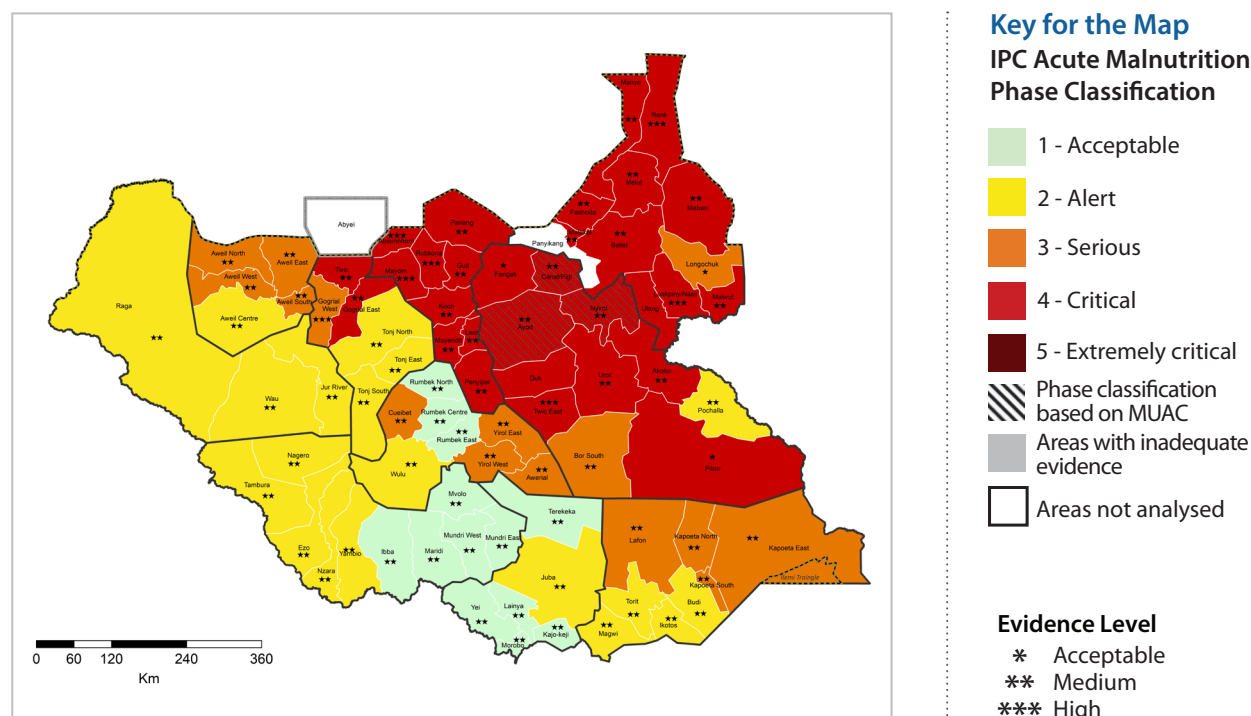 Key for the Map
IPC Acute Malnutrition
Phase Classification
1 - Acceptable
2 - Alert
3 - Serious
4 - Critical
5 - Extremely critical
Phase classification
based on MUAC
Areas with inadequate
evidence
Areas not analysed
Evidence Level
* Acceptable
** Medium
*** High
Manyo
**
Renk
***
Melut
**
Maban
**
Fashoda
**
**
Baliet
**
Panyikang
Abyei
Pariang
**
Abiemnhom
***
Rubkona
***
Mayom
***
Guit
**
Fangak
*
Canal/Pigi
**
Longochuk
*
***
Maiwut
**
Ulang
Nyirol
**
Ayod
**
Koch
**
Leer
**
Mayendit
**
Panyijiar
**
Duk
Uror
**
Akobo
**
Twic East
***
Pochalla
**
Pibor
*
Bor South
**
Aweil North
**
Aweil East
**
Aweil West
**
Aweil South
**
Aweil Centre
**
Twic
**
Gogrial
West
***
Gogrial East
**
Raga
**
Wau
**
Jur River
**
Tonj North
**
Tonj East
**
Tonj South
**
Rumbek North
**
Rumbek Centre
**
Rumbek East
**
Cueibet
**
Wulu
**
Yirol East
**
Yirol West
**
Awerial
**
Nagero
**
Tambura
**
Ezo
**
Nzara
**
Yambio
**
Ibba
**
Maridi
**
Mvolo
**
Mundri West
**
Mundri East
**
Terekeka
**
Juba
**
Yei
**
Lainya
**
Morobo
**
Kajo-keji
**
Lafon
**
Kapoeta North
**
Kapoeta East
**
Kapoeta South
**
Ilemi Traingle
Torit
**
Magwi
**
Ikotos
**
Budi
**
0 60 120 240 360
Km